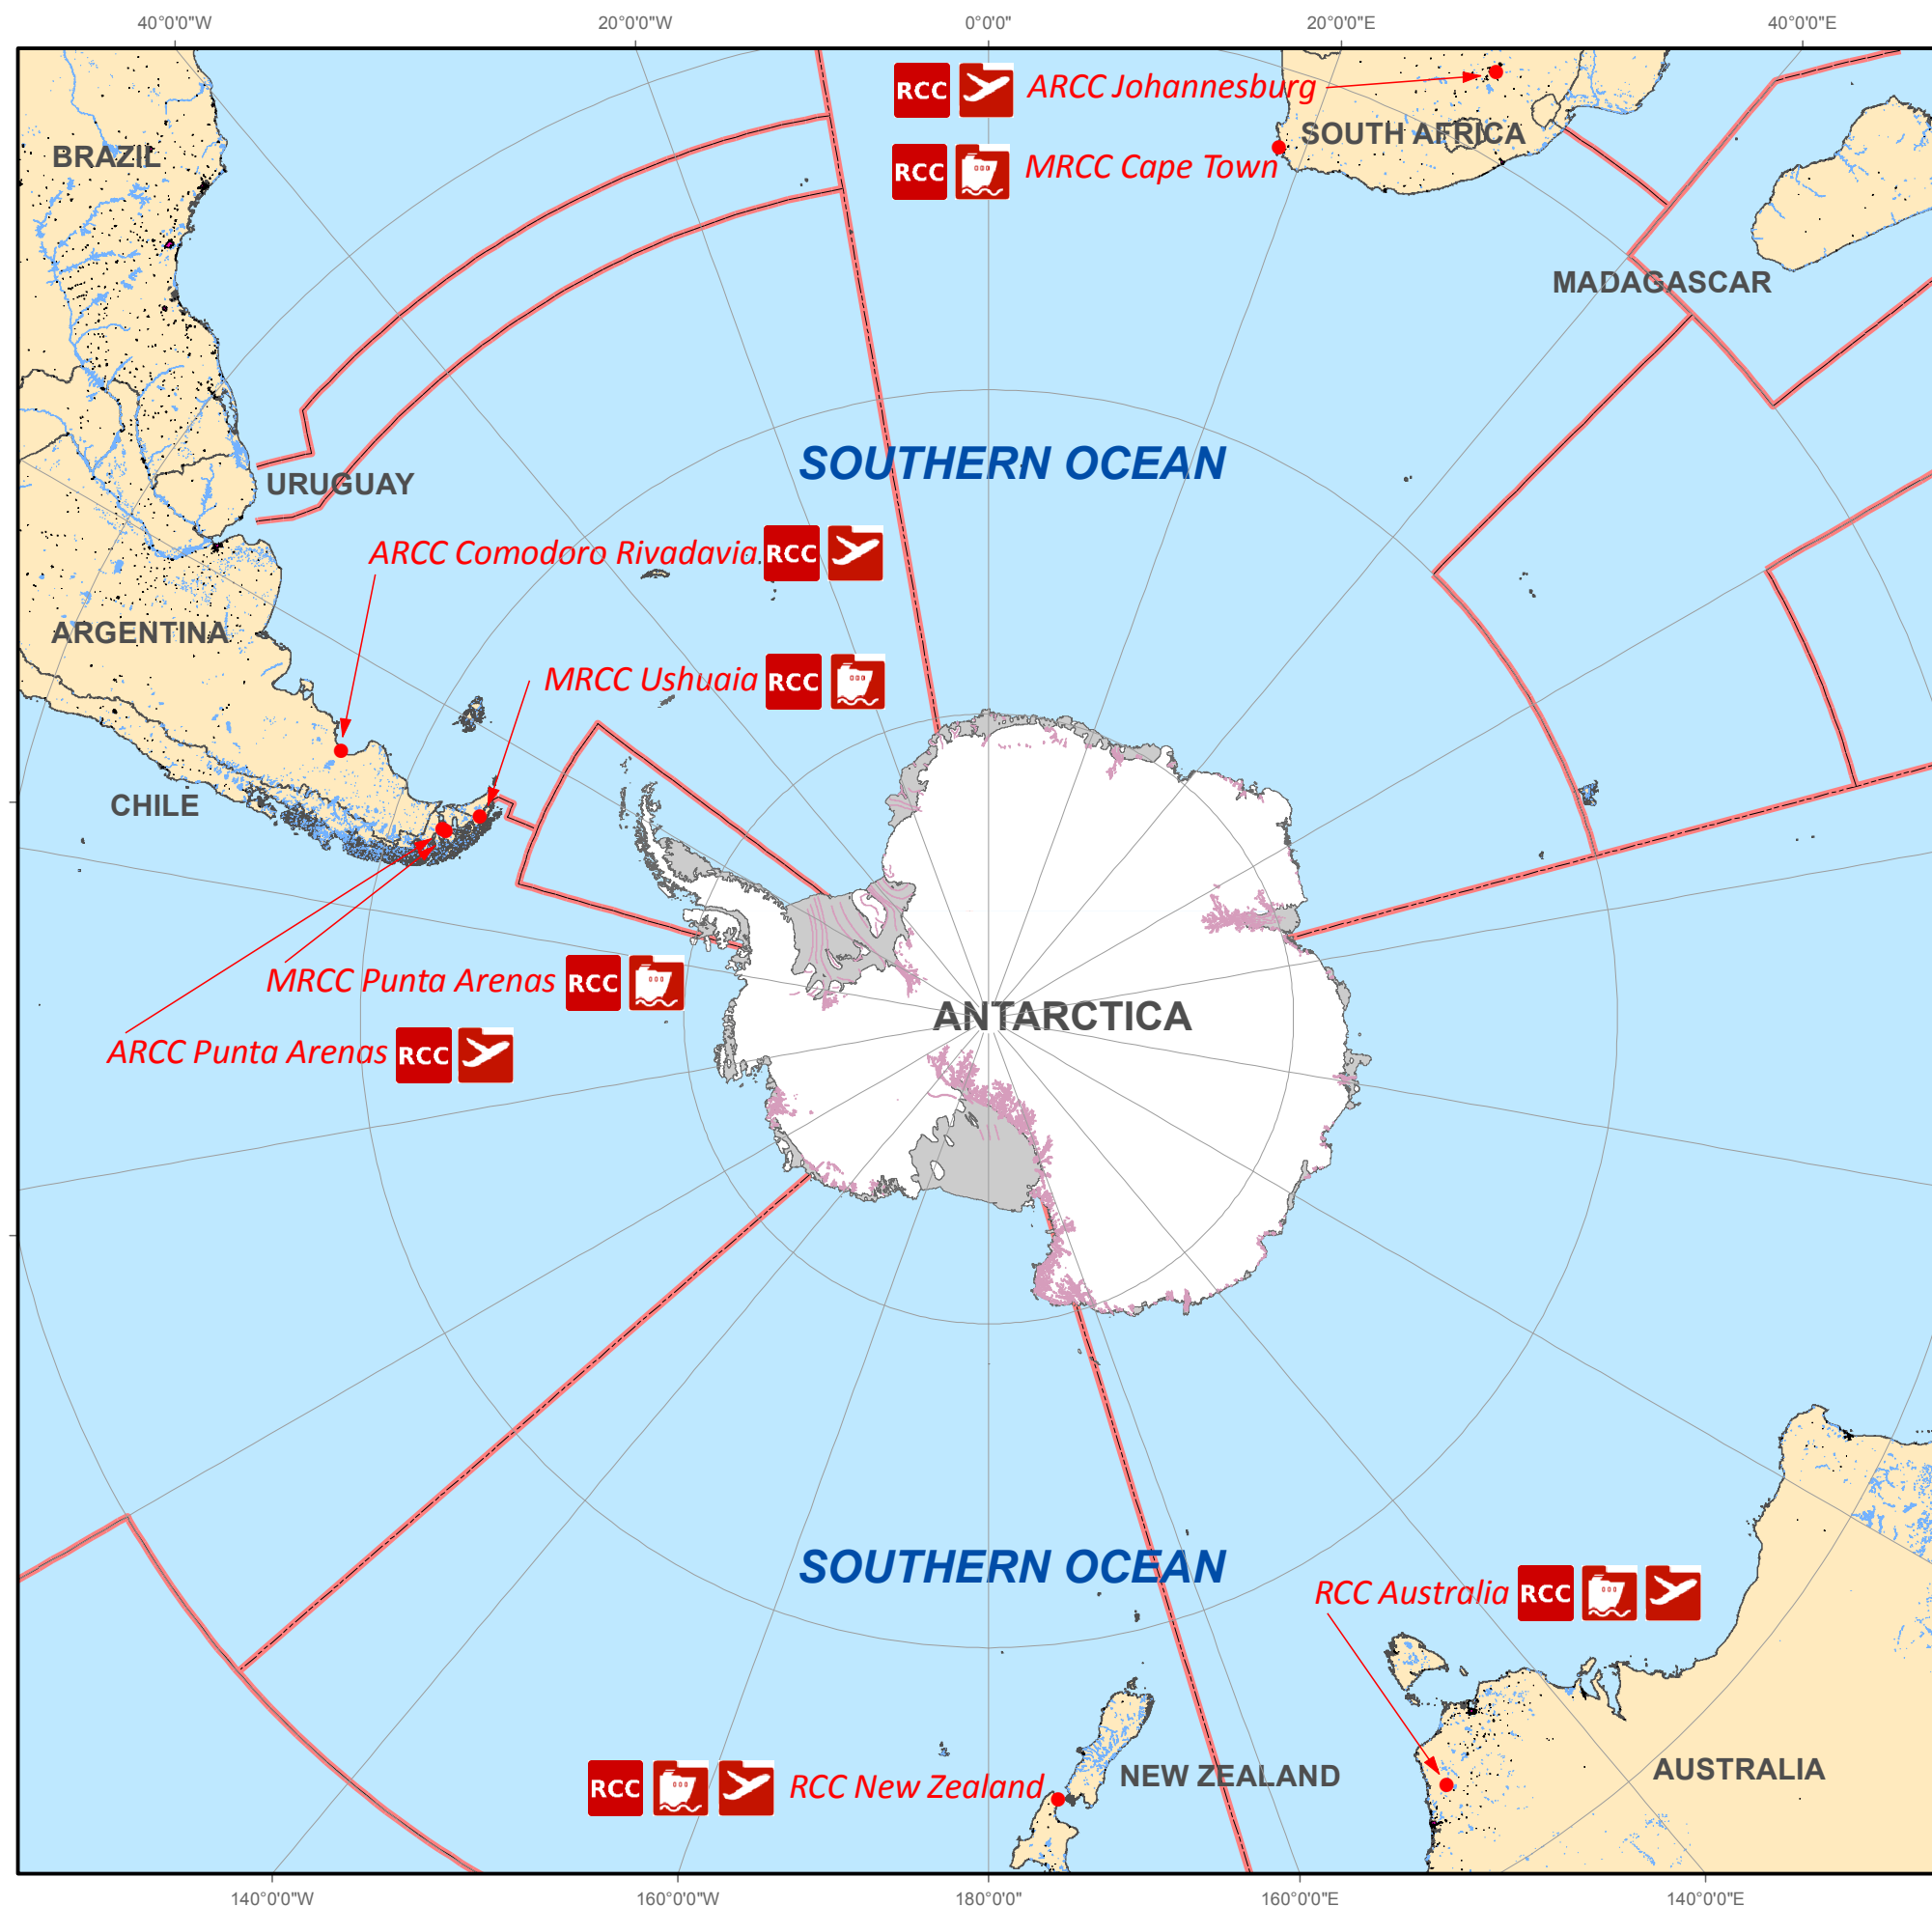 40°0'0"W 20°0'0"W 0°0'0" 20°0'0"E 40°0'0"E
RCC ARCC Johannesburg
SOUTH AFRICA
BRAZIL
RCC MRCC Cape Town
MADAGASCAR
SOUTHERN OCEAN
URUGUAY
ARCC Comodoro Rivadavia RCC
ARGENTINA
MRCC Ushuaia RCC
CHILE
MRCC Punta Arenas RCC
ANTARCTICA
ARCC Punta Arenas RCC
SOUTHERN OCEAN
RCC Australia RCC
AUSTRALIA
NEW ZEALAND
RCC RCC New Zealand
140°0'0"W 160°0'0"W 180°0'0" 160°0'0"E 140°0'0"E